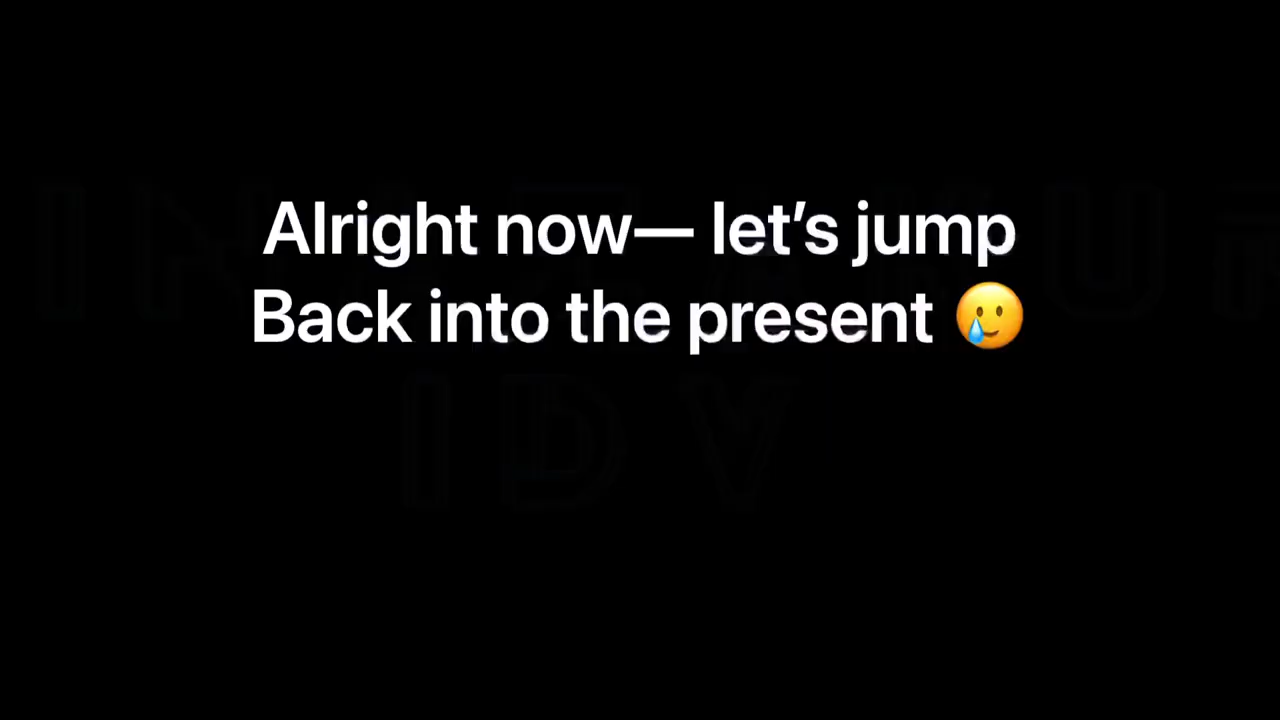 Alright now— let’s jump
Back into the present 🥲